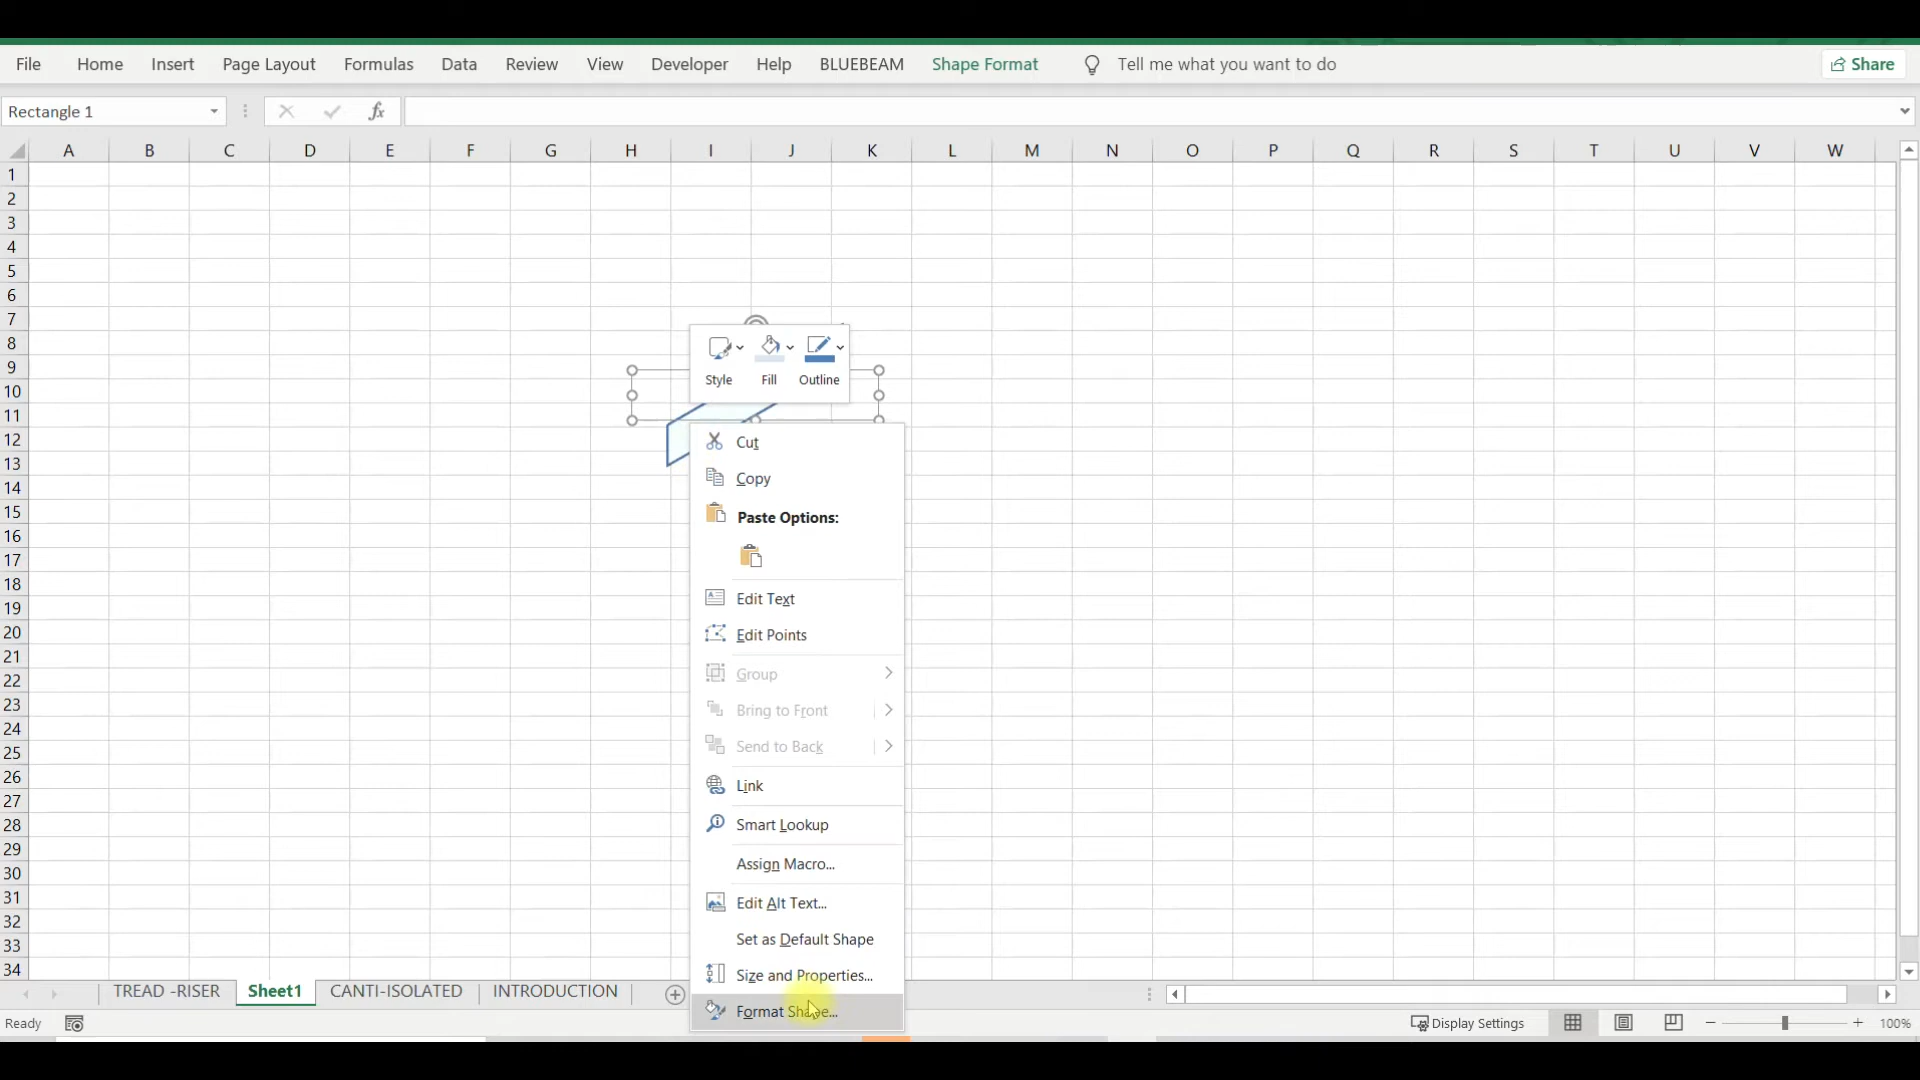 File Home Insert Page Layout Formulas Data Review View Developer Help BLUEBEAM Shape Format Tell me what you want to do Share
Rectangle 1 fx
A B C D E F G H I J K L M N O P Q R S T U V W
1
2
3
4
5
6
7
8
9
10
11
12
13
14
15
16
17
18
19
20
21
22
23
24
25
26
27
28
29
30
31
32
33
34
Style Fill Outline
Cut
Copy
Paste Options:
Edit Text
Edit Points
Group
Bring to Front
Send to Back
Link
Smart Lookup
Assign Macro...
Edit Alt Text...
Set as Default Shape
Size and Properties...
Format Shape...
TREAD -RISER Sheet1 CANTI-ISOLATED INTRODUCTION
Ready Display Settings 100%